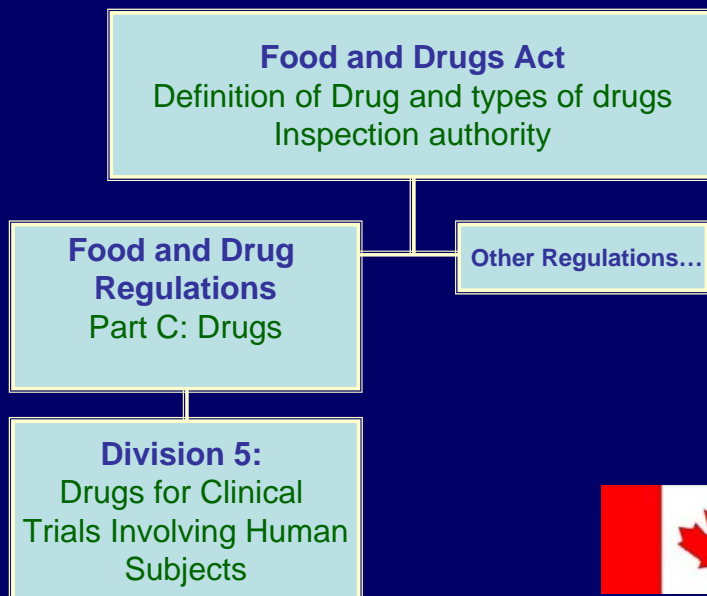 Food and Drugs Act
Definition of Drug and types of drugs
Inspection authority
Food and Drug
Regulations
Part C: Drugs
Other Regulations…
Division 5:
Drugs for Clinical
Trials Involving Human
Subjects